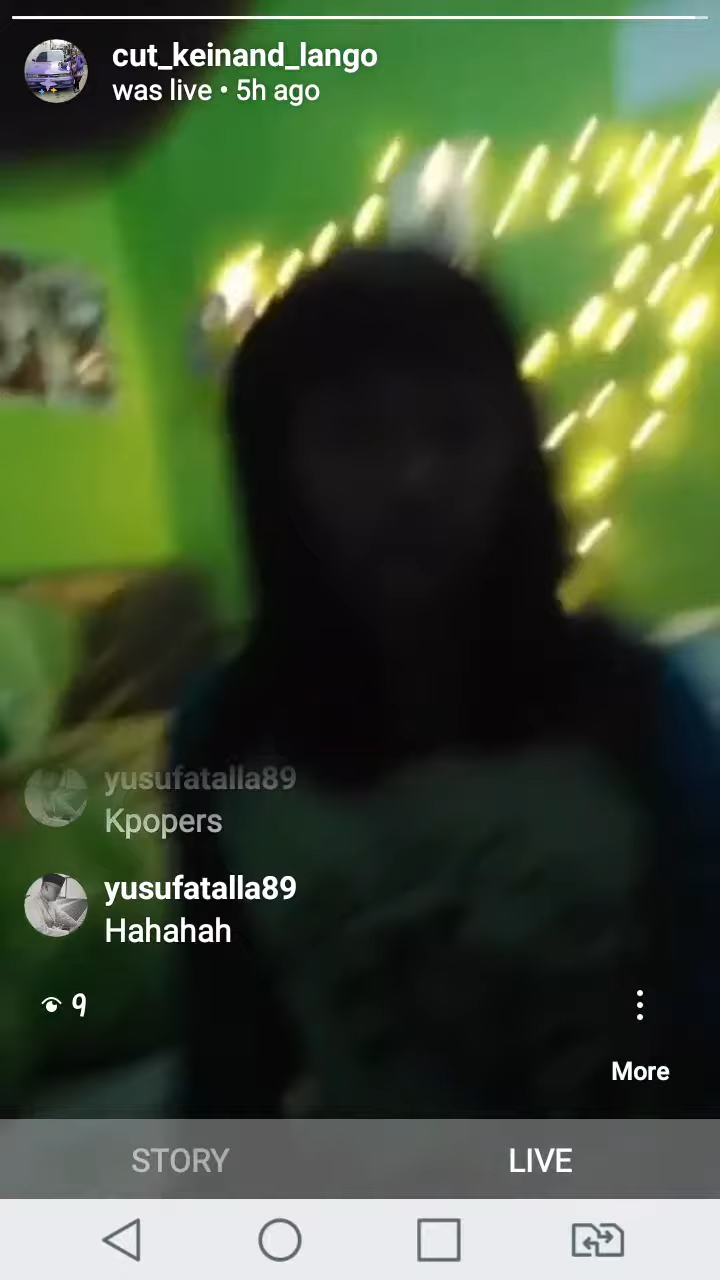 cut_keinand_lango
was live • 5h ago
yusufatalla89
Kpopers
yusufatalla89
Hahahah
9
More
STORY
LIVE